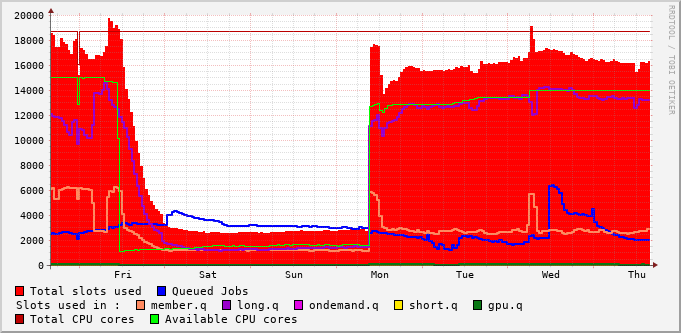 RRDTOOL / TOBI OETIKER
20000
18000
16000
14000
12000
10000
8000
6000
4000
2000
0
Fri Sat Sun Mon Tue Wed Thu
Total slots used Queued Jobs
Slots used in : member.q long.q ondemand.q short.q gpu.q
Total CPU cores Available CPU cores